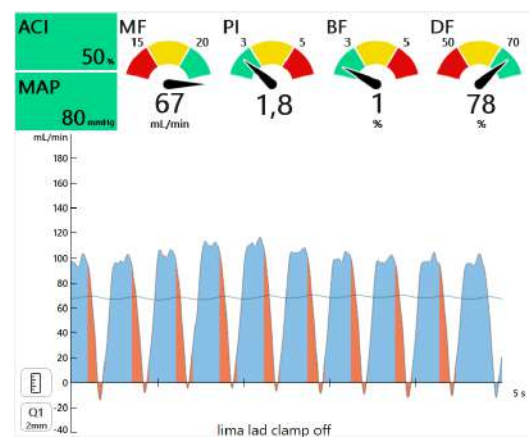 ACI MF PI BF DF
15 20 3 5 3 5 50 70
50 %
MAP
80 mmHg
67 1,8 1 78
mL/min % %
mL/min
180
160
140
120
100
80
60
40
20
0
5 s
-20
-40
Q1
2mm
lima lad clamp off